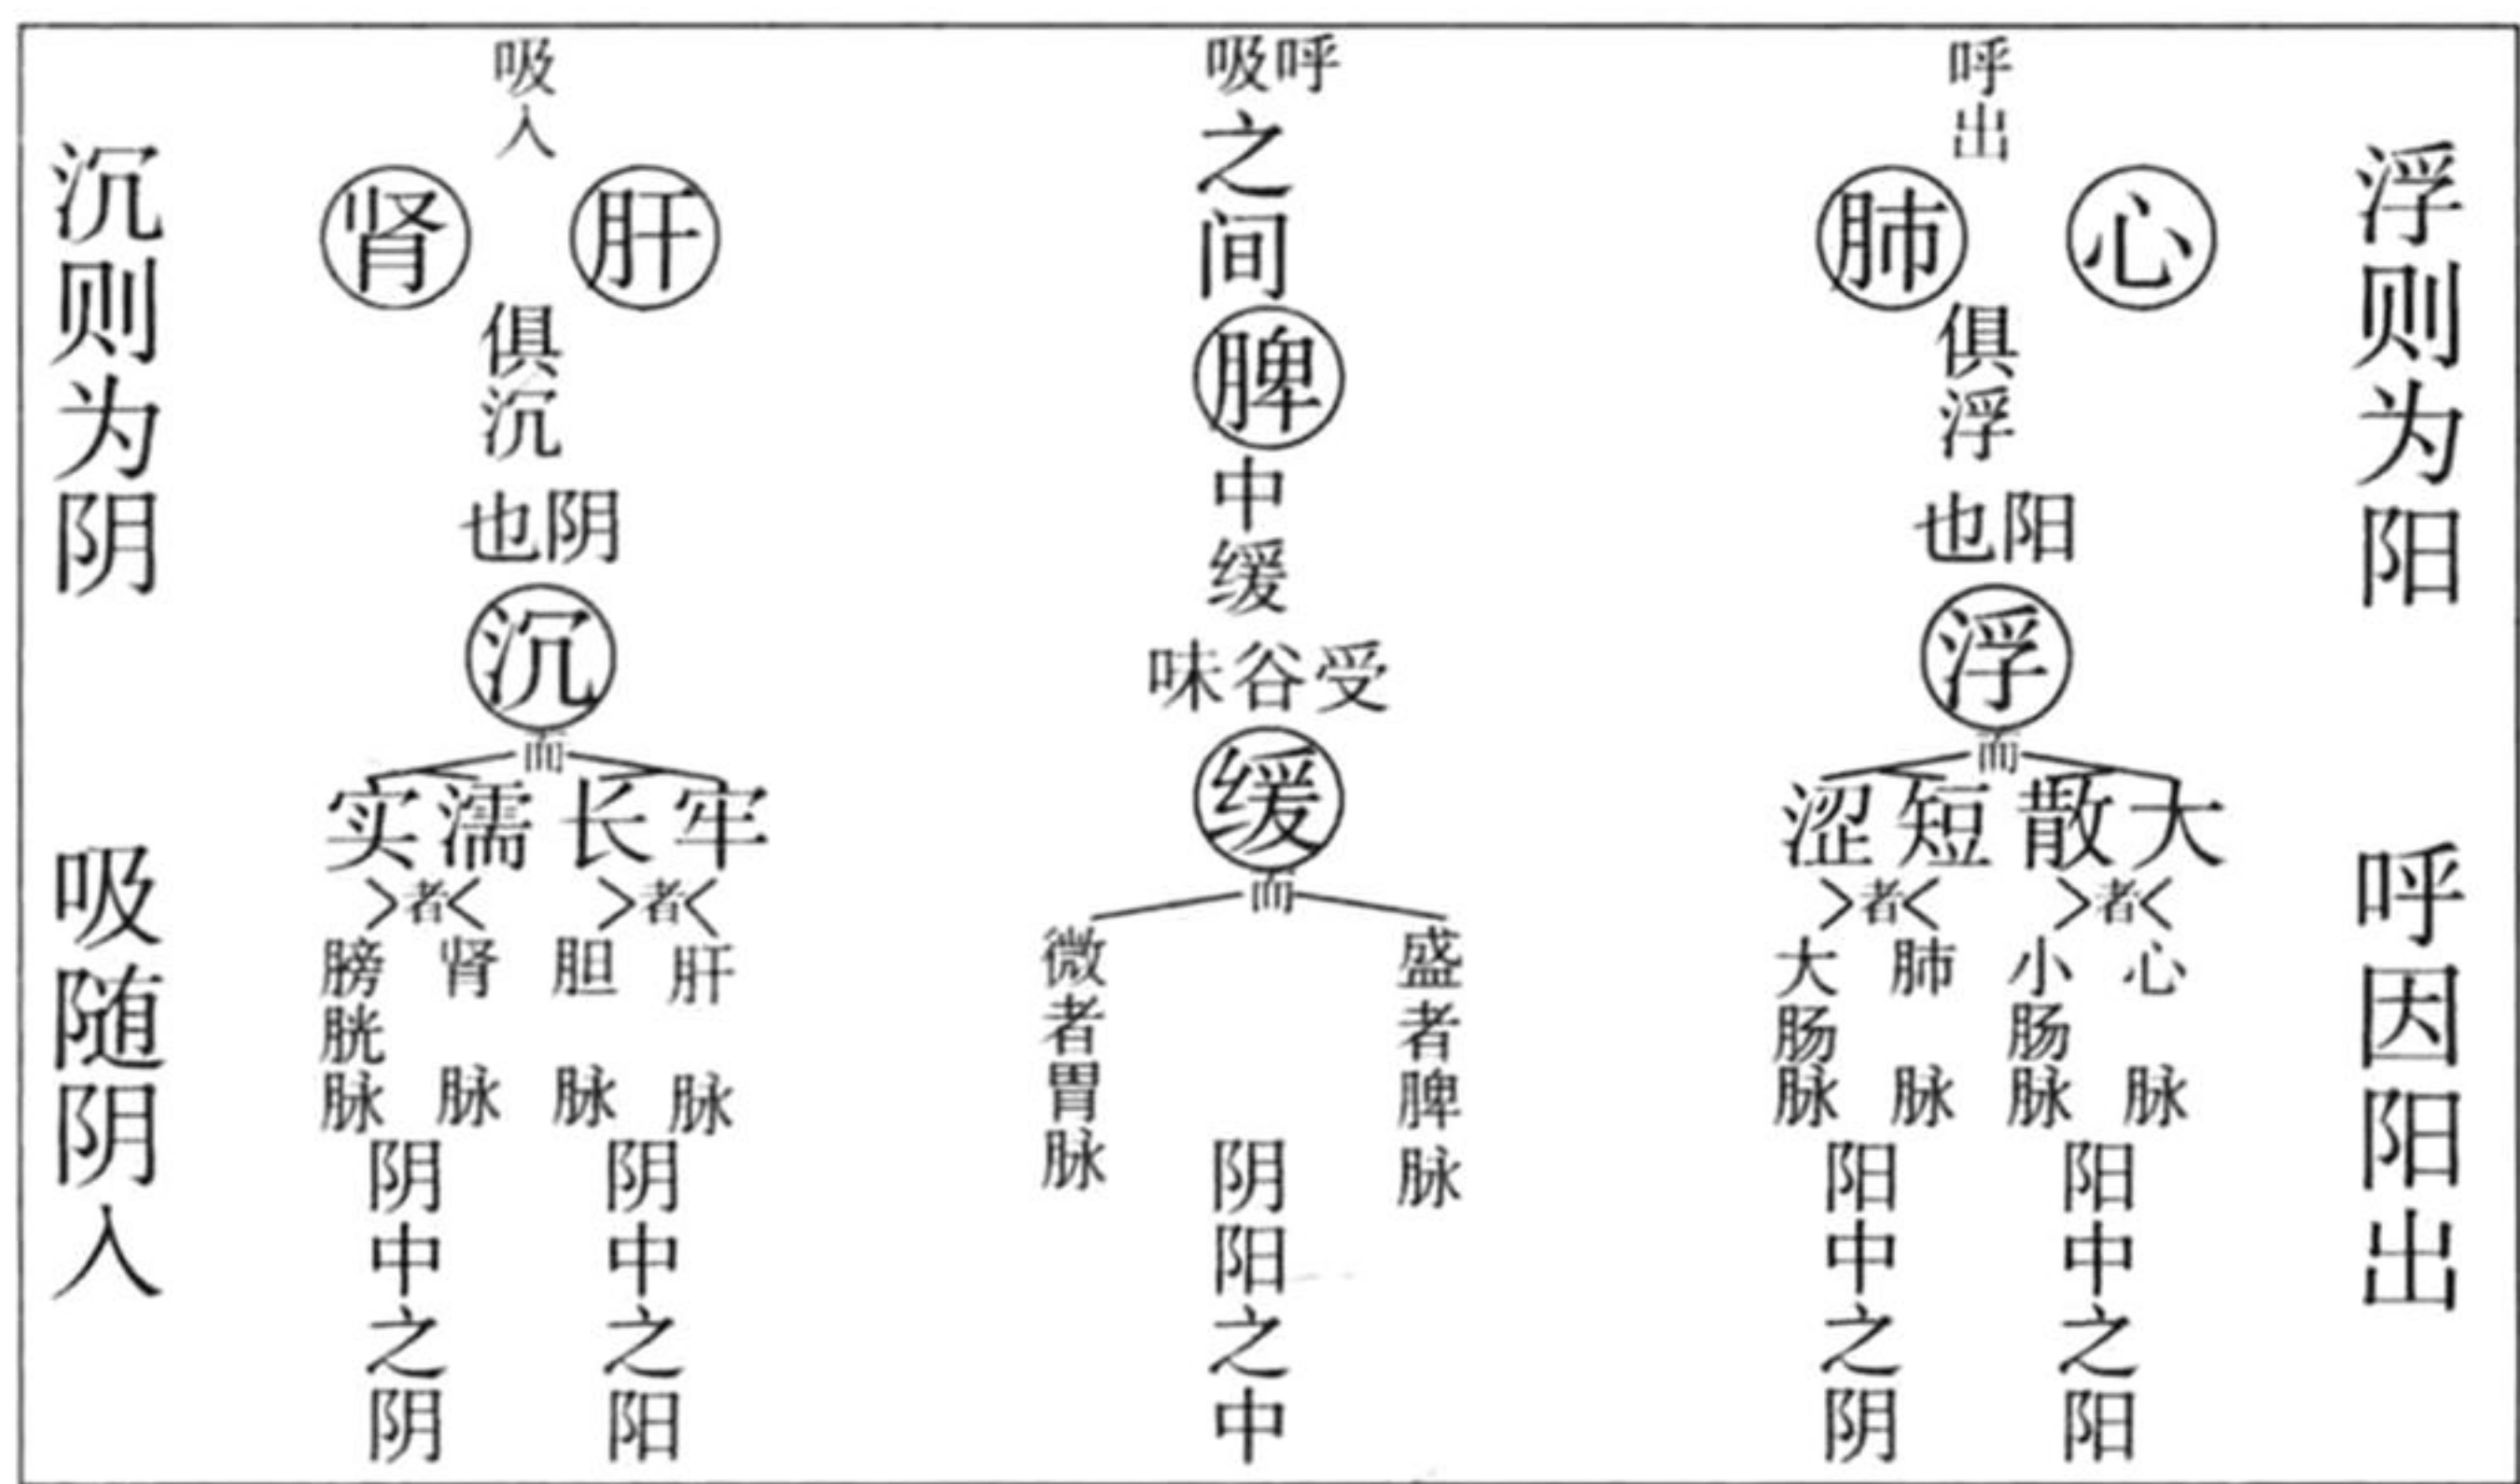 浮则为阳
呼因阳出
呼出
心
肺
俱浮
阳也
浮
而
大散短涩
者
者
心脉
小肠脉
肺脉
大肠脉
阳中之阳
阳中之阴
呼吸
之间
脾
中缓
受谷味
缓
而
盛者脾脉
微者胃脉
阴阳之中
吸入
肝
肾
俱沉
阴也
沉
而
牢长濡实
者
者
肝脉
胆脉
肾脉
膀胱脉
阴中之阳
阴中之阴
沉则为阴
吸随阴入